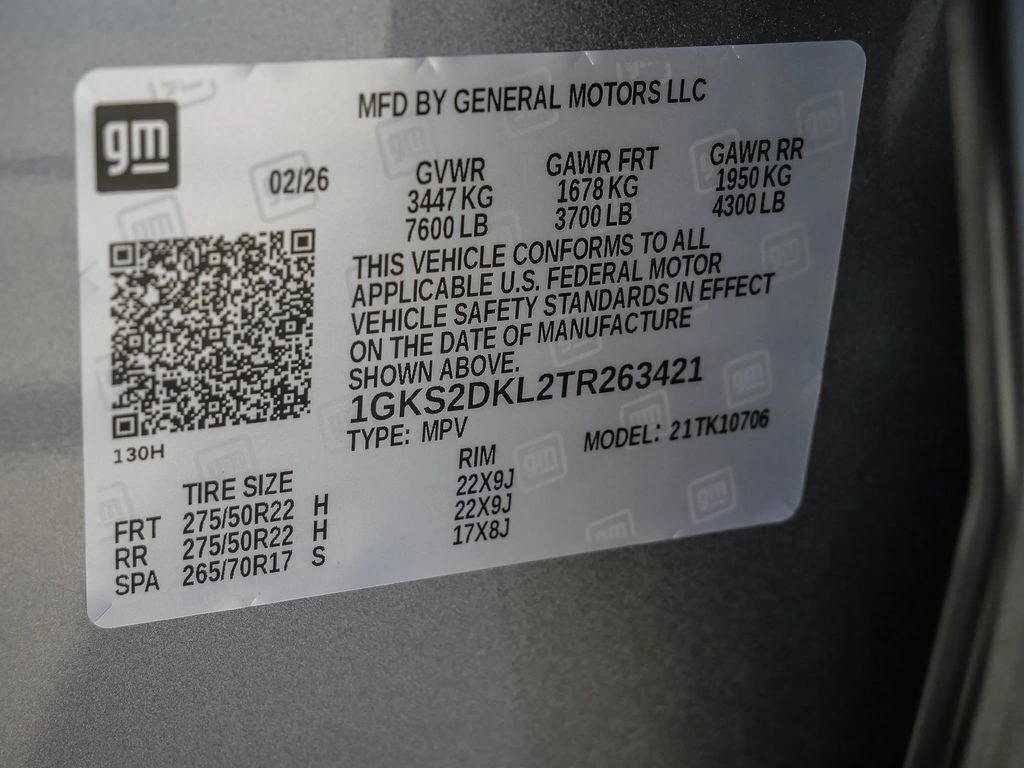 gm
MFD BY GENERAL MOTORS LLC
02/26
GVWR GAWR FRT GAWR RR
3447 KG 1678 KG 1950 KG
7600 LB 3700 LB 4300 LB
THIS VEHICLE CONFORMS TO ALL
APPLICABLE U.S. FEDERAL MOTOR
VEHICLE SAFETY STANDARDS IN EFFECT
ON THE DATE OF MANUFACTURE
SHOWN ABOVE.
1GKS2DKL2TR263421
TYPE: MPV MODEL: 21TK10706
130H
TIRE SIZE RIM
FRT 275/50R22 H 22X9J
RR 275/50R22 H 22X9J
SPA 265/70R17 S 17X8J